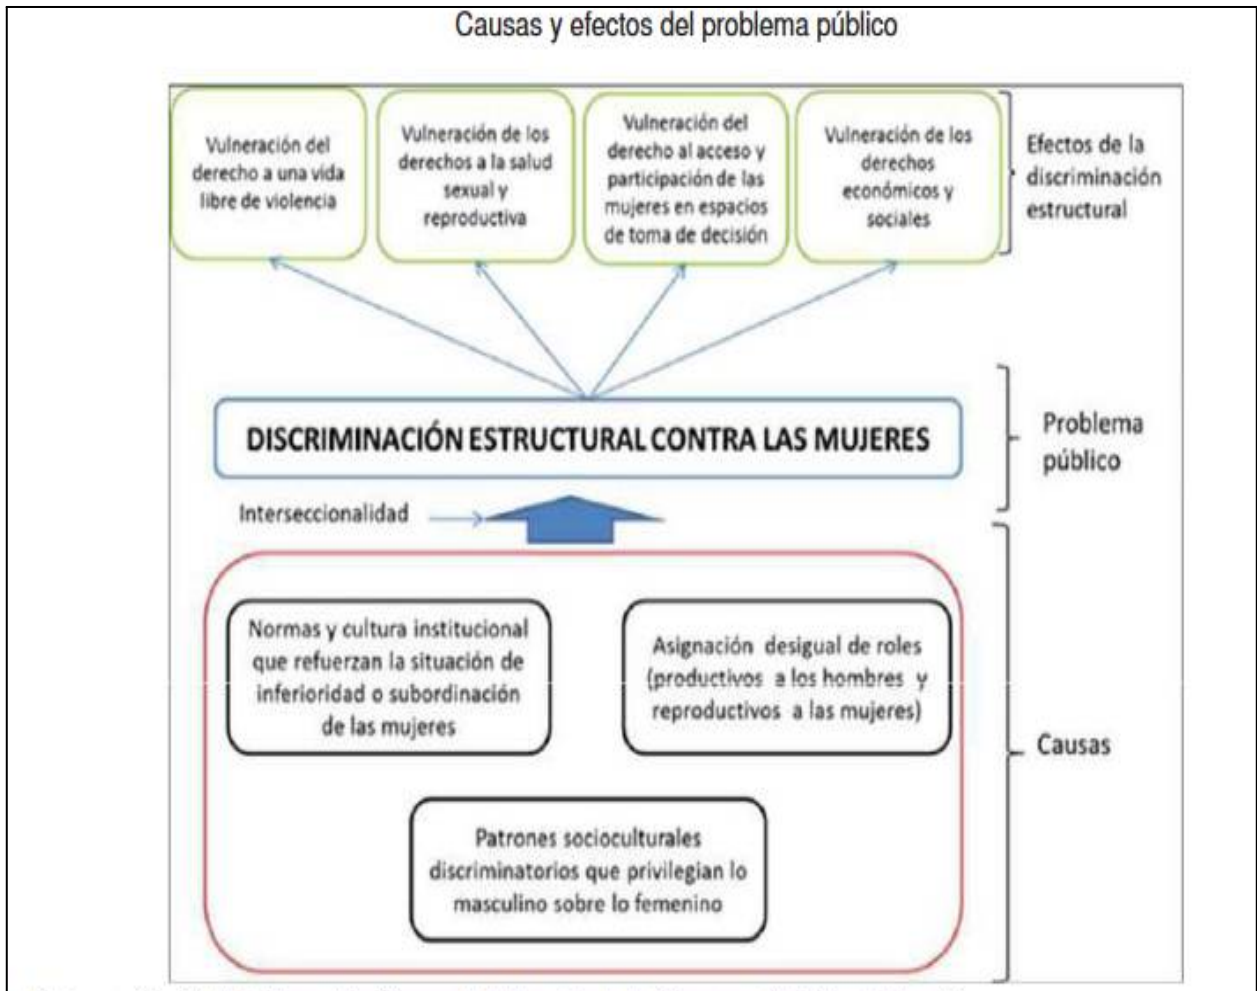 Causas y efectos del problema público
Vulneración del
derecho a una vida
libre de violencia
Vulneración de los
derechos a la salud
sexual y
reproductiva
Vulneración del
derecho al acceso y
participación de las
mujeres en espacios
de toma de decisión
Vulneración de los
derechos
económicos y
sociales
Efectos de la
discriminación
estructural
DISCRIMINACIÓN ESTRUCTURAL CONTRA LAS MUJERES
Problema
público
Interseccionalidad
Normas y cultura institucional
que refuerzan la situación de
inferioridad o subordinación
de las mujeres
Asignación desigual de roles
(productivos a los hombres y
reproductivos a las mujeres)
Causas
Patrones socioculturales
discriminatorios que privilegian lo
masculino sobre lo femenino